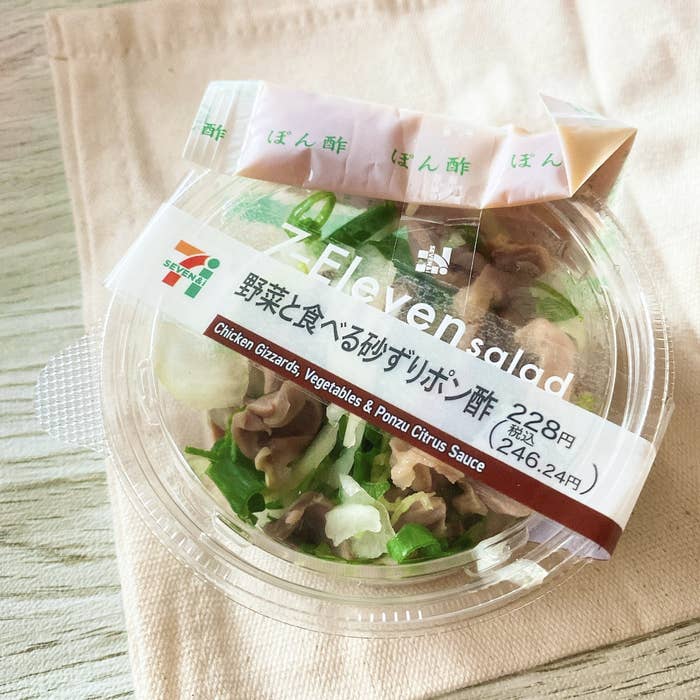 酢 ぽん酢 ぽん酢 ぽん
7-Eleven salad
SEVEN&i
野菜と食べる砂ずりポン酢 228円
税込
(246.24円)
Chicken Gizzards, Vegetables & Ponzu Citrus Sauce